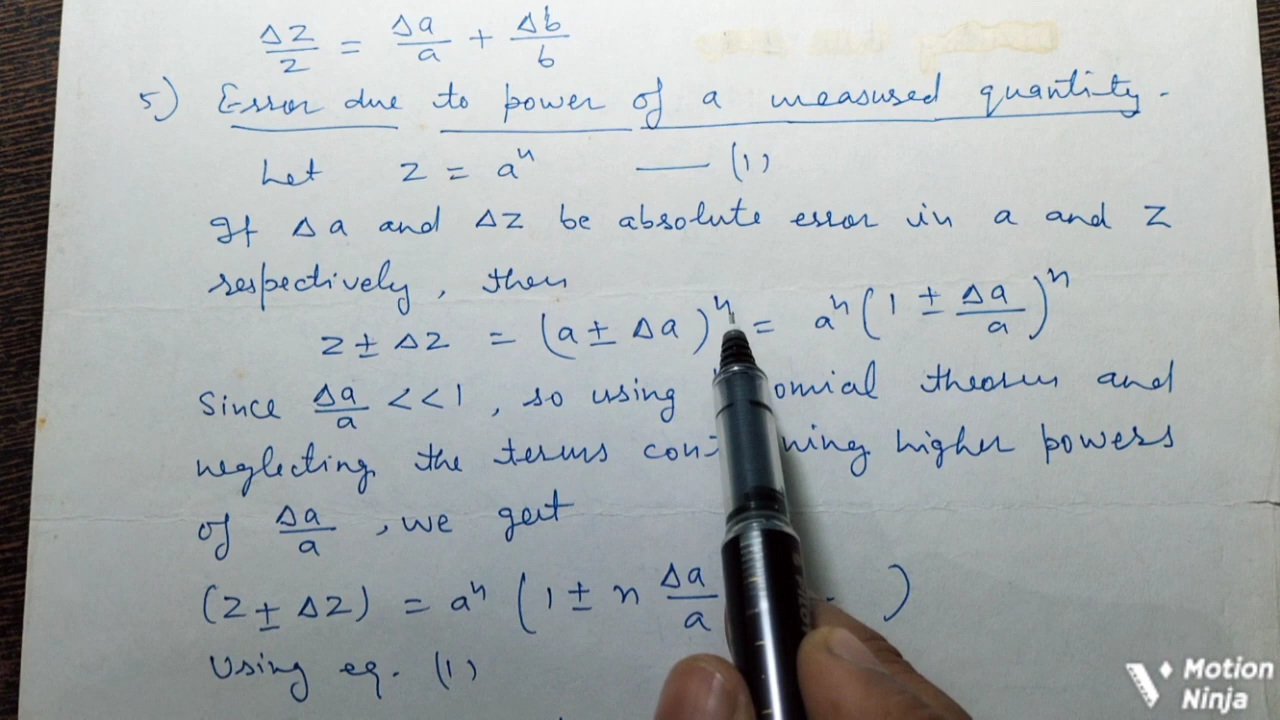 Δz/z = Δa/a + Δb/b
5) Error due to power of a measured quantity.
Let z = aⁿ —— (1)
If Δa and Δz be absolute error in a and z
respectively, then
z ± Δz = (a ± Δa)ⁿ = aⁿ (1 ± Δa/a)ⁿ
Since Δa/a <<1, so using omial theorem and
neglecting the terms con ning higher powers
of Δa/a, we get
(z ± Δz) = aⁿ (1 ± n Δa/a )
Using eq. (1)
Motion
Ninja